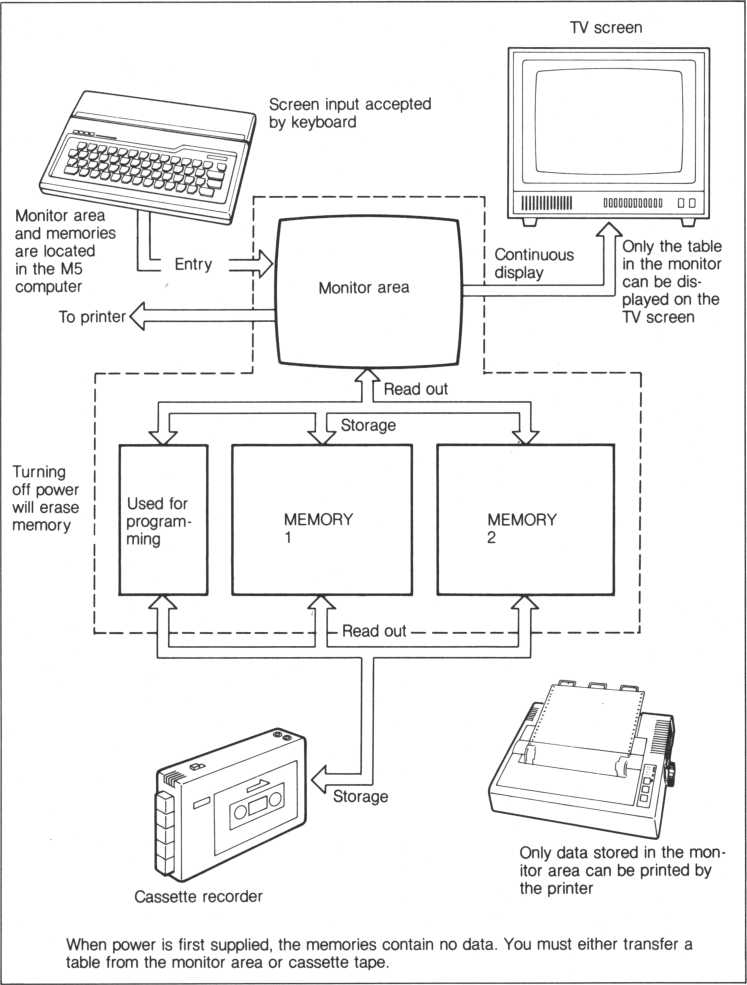 TV screen
Screen input accepted
by keyboard
Monitor area
and memories
are located
in the M5
computer
Entry
Monitor area
Continuous
display
Only the table
in the monitor
can be dis-
played on the
TV screen
To printer
Read out
Storage
Turning
off power
will erase
memory
Used for
program-
ming
MEMORY
1
MEMORY
2
Read out
Storage
Cassette recorder
Only data stored in the mon-
itor area can be printed by
the printer
When power is first supplied, the memories contain no data. You must either transfer a
table from the monitor area or cassette tape.